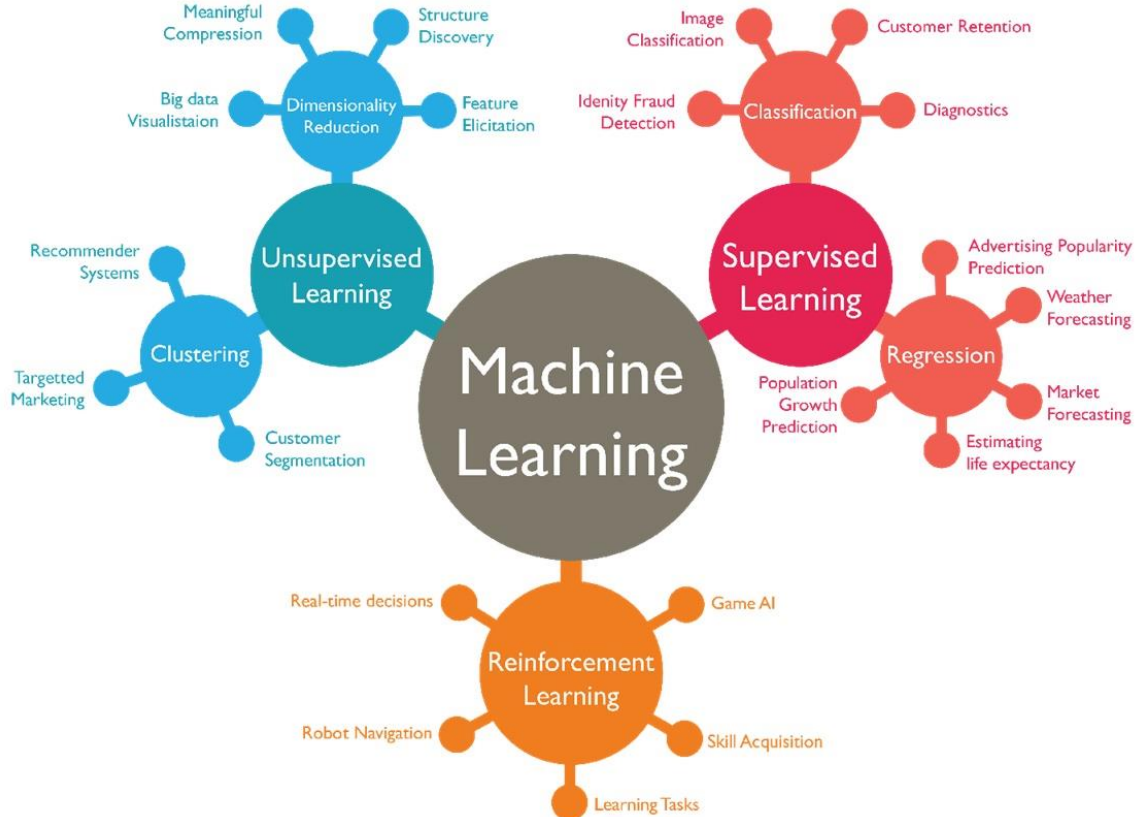 Meaningful
Compression
Structure
Discovery
Big data
Visualistaion
Dimensionality
Reduction
Feature
Elicitation
Image
Classification
Customer Retention
Idenity Fraud
Detection
Classification
Diagnostics
Recommender
Systems
Unsupervised
Learning
Clustering
Targetted
Marketing
Customer
Segmentation
Machine
Learning
Supervised
Learning
Advertising Popularity
Prediction
Weather
Forecasting
Regression
Population
Growth
Prediction
Market
Forecasting
Estimating
life expectancy
Real-time decisions
Game AI
Reinforcement
Learning
Robot Navigation
Skill Acquisition
Learning Tasks